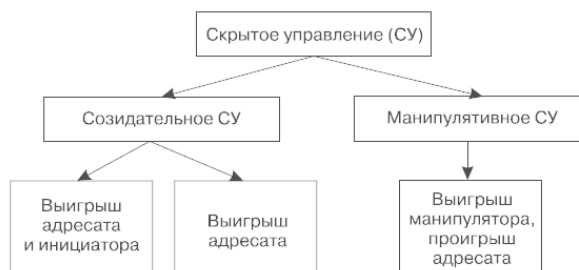 Скрытое управление (СУ)
Созидательное СУ
Манипулятивное СУ
Выигрыш
адресата
и инициатора
Выигрыш
адресата
Выигрыш
манипулятора,
проигрыш
адресата